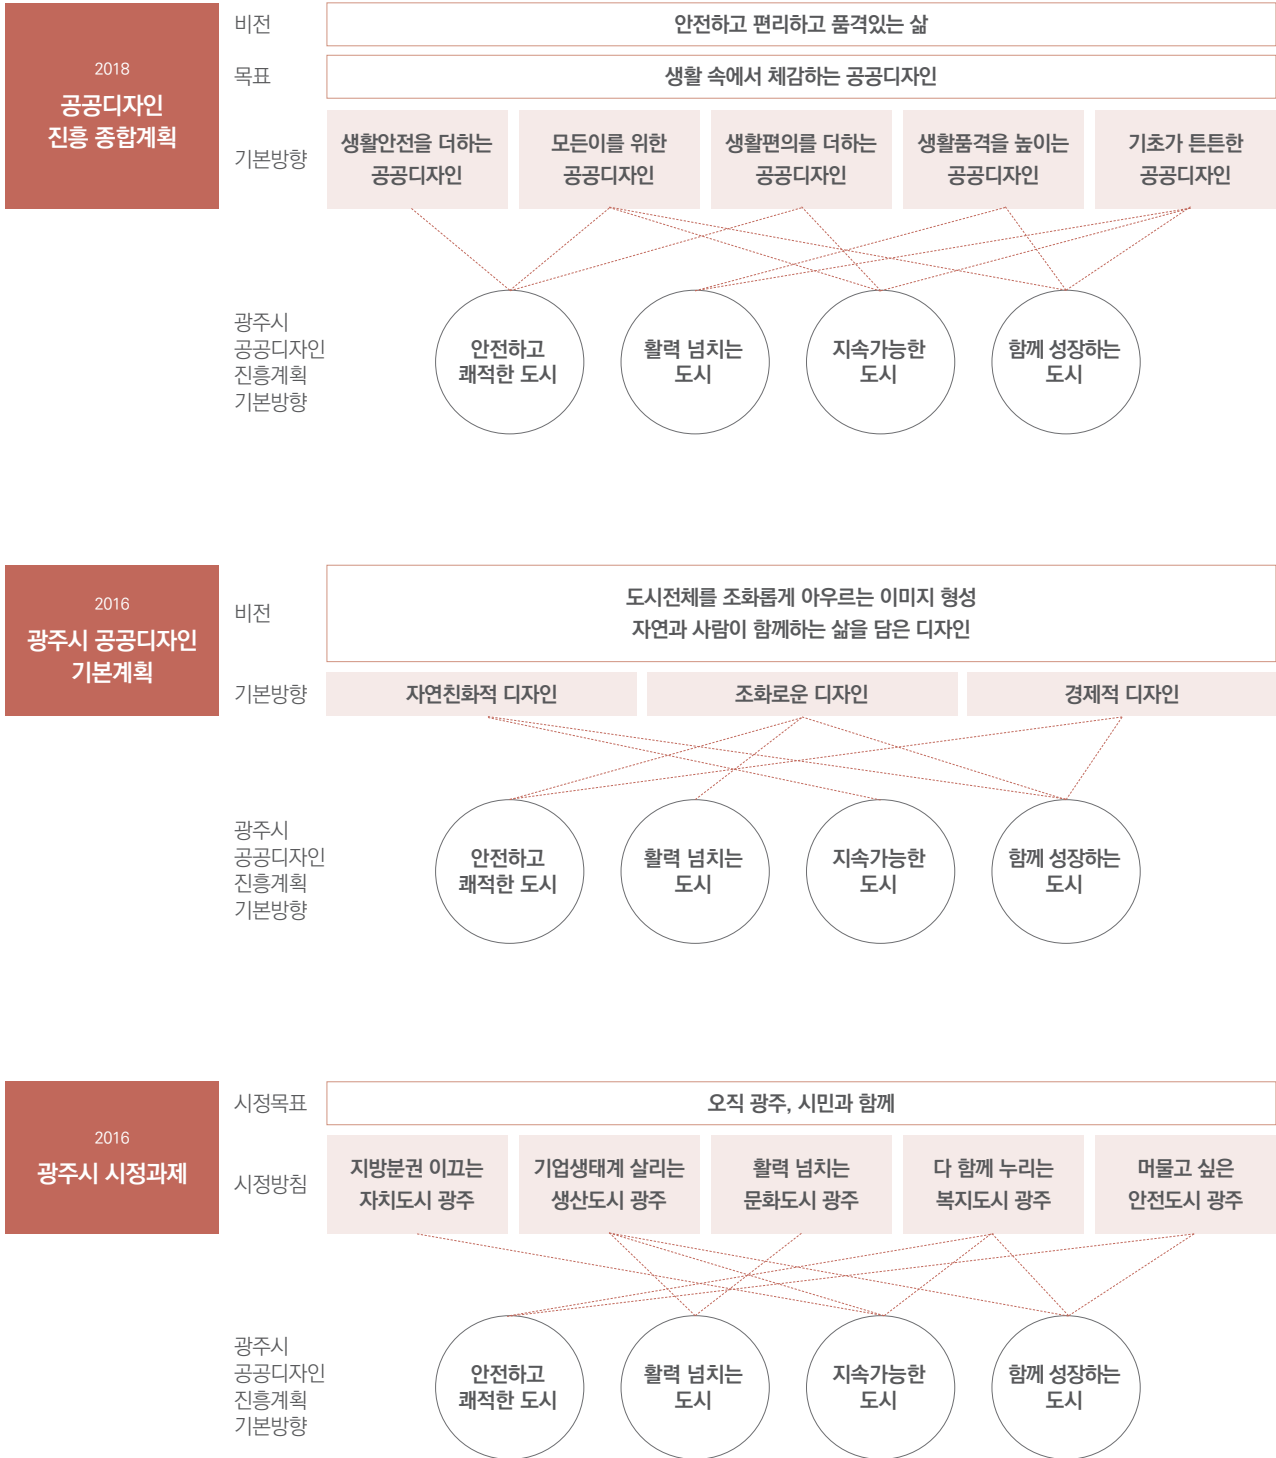 2018
공공디자인
진흥 종합계획
비전
안전하고 편리하고 품격있는 삶
목표
생활 속에서 체감하는 공공디자인
기본방향
생활안전을 더하는
공공디자인
모든이를 위한
공공디자인
생활편의를 더하는
공공디자인
생활품격을 높이는
공공디자인
기초가 튼튼한
공공디자인
광주시
공공디자인
진흥계획
기본방향
안전하고
쾌적한 도시
활력 넘치는
도시
지속가능한
도시
함께 성장하는
도시
2016
광주시 공공디자인
기본계획
비전
도시전체를 조화롭게 아우르는 이미지 형성
자연과 사람이 함께하는 삶을 담은 디자인
기본방향
자연친화적 디자인
조화로운 디자인
경제적 디자인
광주시
공공디자인
진흥계획
기본방향
안전하고
쾌적한 도시
활력 넘치는
도시
지속가능한
도시
함께 성장하는
도시
2016
광주시 시정과제
시정목표
오직 광주, 시민과 함께
시정방침
지방분권 이끄는
자치도시 광주
기업생태계 살리는
생산도시 광주
활력 넘치는
문화도시 광주
다 함께 누리는
복지도시 광주
머물고 싶은
안전도시 광주
광주시
공공디자인
진흥계획
기본방향
안전하고
쾌적한 도시
활력 넘치는
도시
지속가능한
도시
함께 성장하는
도시